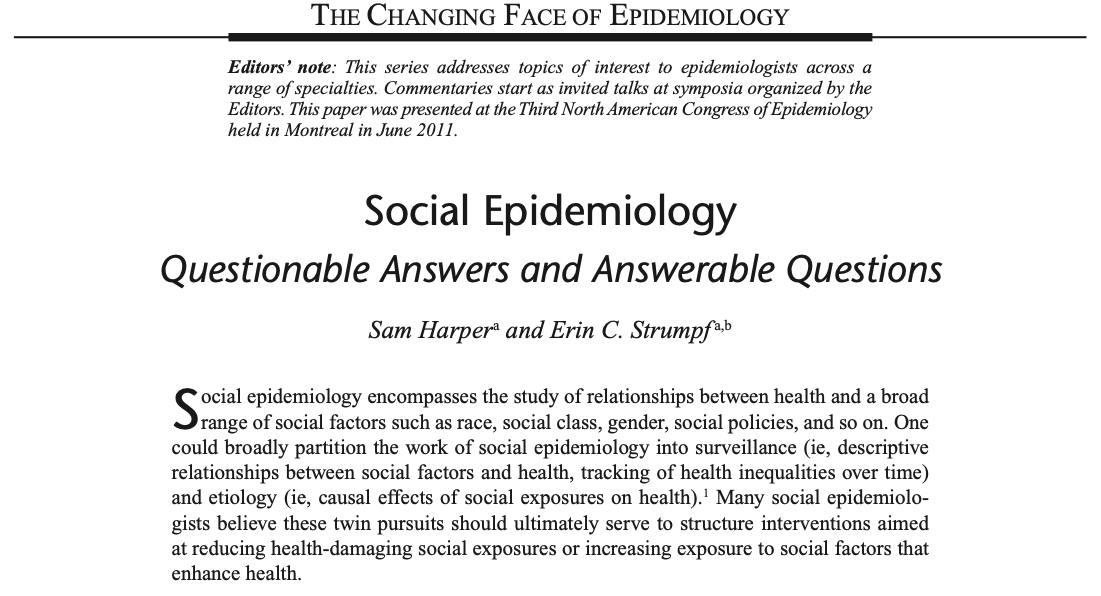 THE CHANGING FACE OF EPIDEMIOLOGY
Editors' note: This series addresses topics of interest to epidemiologists across a
range of specialties. Commentaries start as invited talks at symposia organized by the
Editors. This paper was presented at the Third North American Congress of Epidemiology
held in Montreal in June 2011.
Social Epidemiology
Questionable Answers and Answerable Questions
Sam Harperᵃ and Erin C. Strumpfᵃ,ᵇ
Social epidemiology encompasses the study of relationships between health and a broad
range of social factors such as race, social class, gender, social policies, and so on. One
could broadly partition the work of social epidemiology into surveillance (ie, descriptive
relationships between social factors and health, tracking of health inequalities over time)
and etiology (ie, causal effects of social exposures on health).¹ Many social epidemiolo-
gists believe these twin pursuits should ultimately serve to structure interventions aimed
at reducing health-damaging social exposures or increasing exposure to social factors that
enhance health.